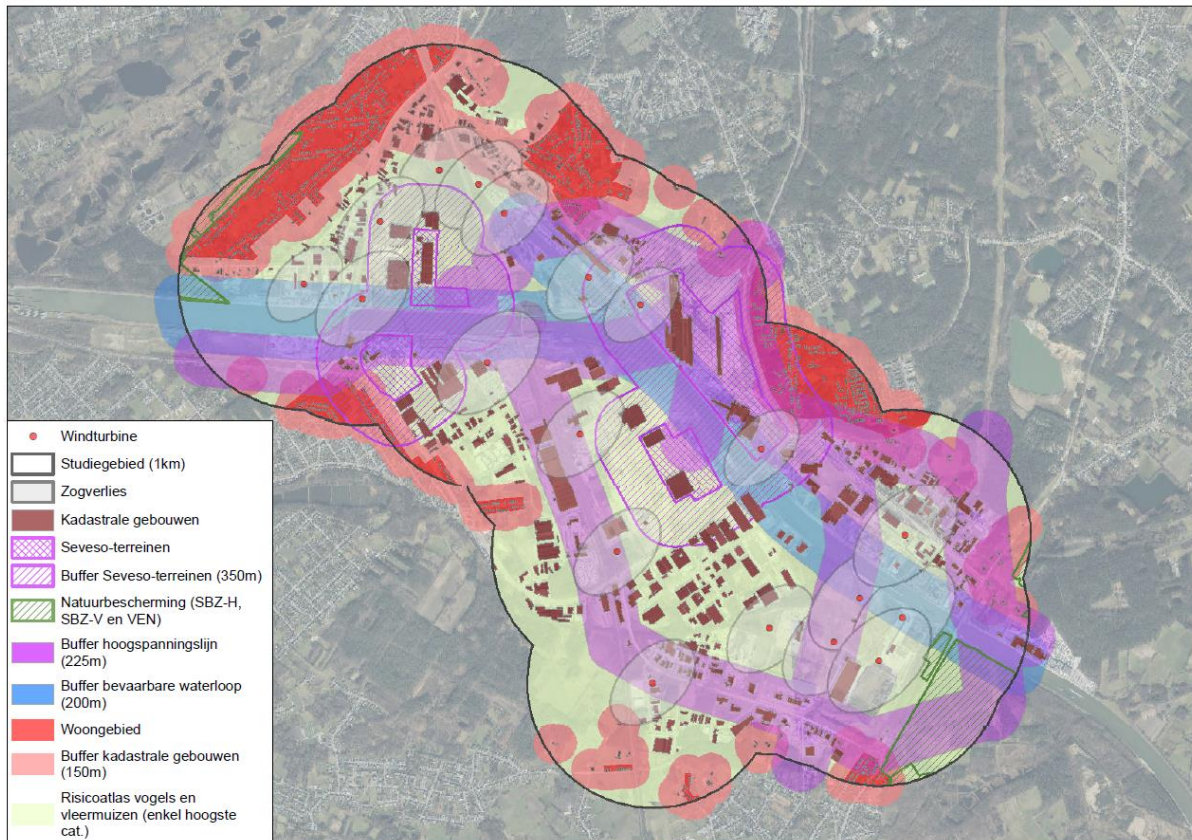 Windturbine
Studiegebied (1km)
Zogverlies
Kadastrale gebouwen
Seveso-terreinen
Buffer Seveso-terreinen (350m)
Natuurbescherming (SBZ-H,
SBZ-V en VEN)
Buffer hoogspanningslijn
(225m)
Buffer bevaarbare waterloop
(200m)
Woongebied
Buffer kadastrale gebouwen
(150m)
Risicoatlas vogels en
vleermuizen (enkel hoogste
cat.)